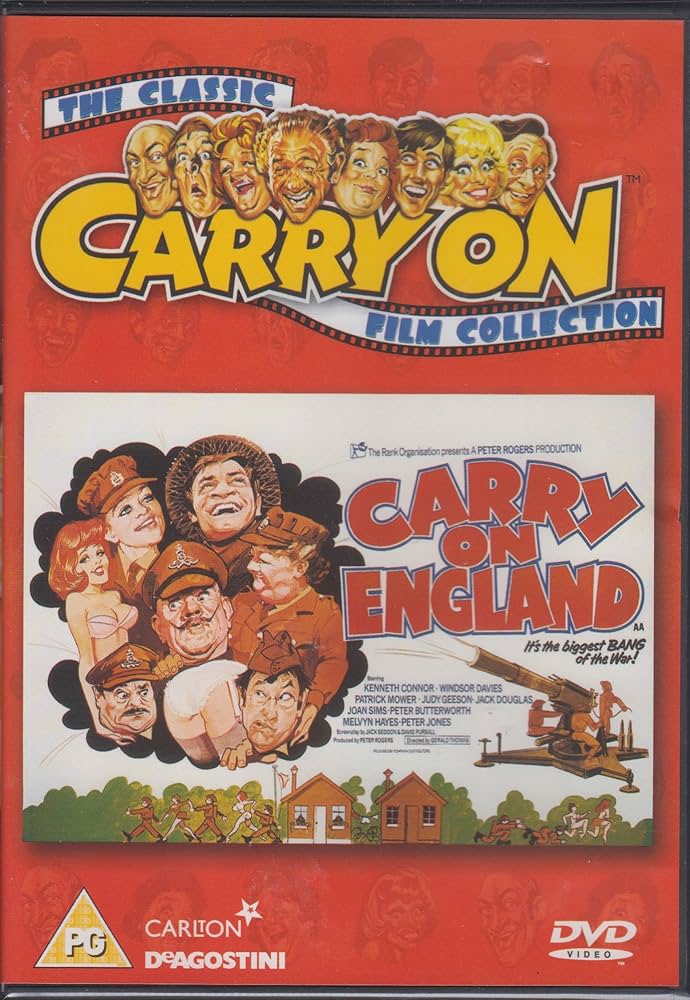 THE CLASSIC
CARRY ON ™
FILM COLLECTION
The Rank Organisation presents A PETER ROGERS PRODUCTION
CARRY
ON
ENGLAND
AA
It's the biggest BANG
of the War!
Starring
KENNETH CONNOR · WINDSOR DAVIES
PATRICK MOWER · JUDY GEESON · JACK DOUGLAS
JOAN SIMS · PETER BUTTERWORTH
MELVYN HAYES · PETER JONES
Screenplay by JACK SEDDON & DAVID PURSALL
Produced by PETER ROGERS Directed by GERALD THOMAS
PG
CARLTON
DeAGOSTINI
DVD
VIDEO ™